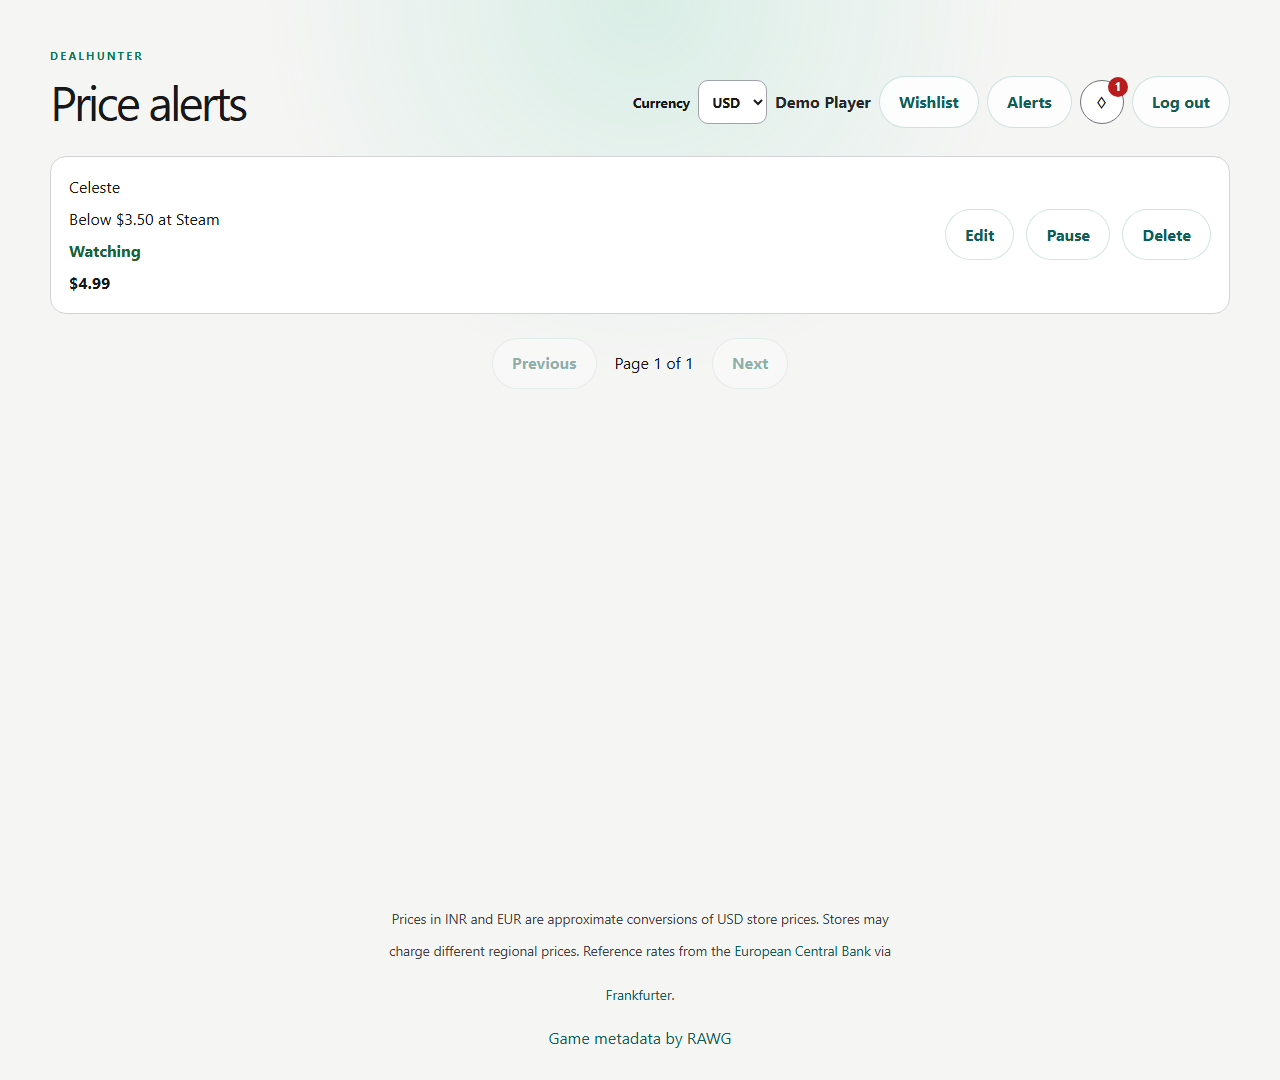 DEALHUNTER
Price alerts
Currency USD Demo Player Wishlist Alerts ◊ 1 Log out
Celeste
Below $3.50 at Steam
Watching
$4.99
Edit Pause Delete
Previous Page 1 of 1 Next
Prices in INR and EUR are approximate conversions of USD store prices. Stores may
charge different regional prices. Reference rates from the European Central Bank via
Frankfurter.
Game metadata by RAWG